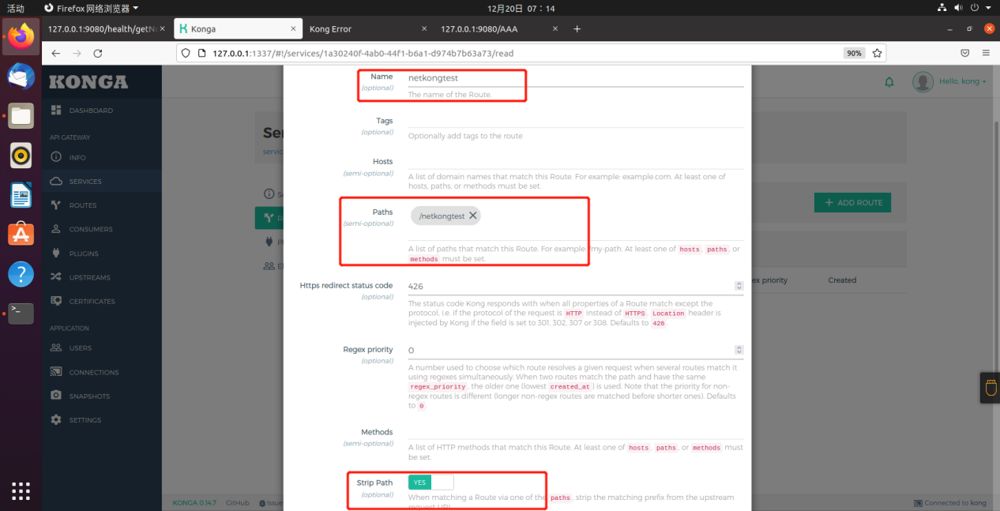 活动
Firefox 网络浏览器
12月20日 07：14
127.0.0.1:9080/health/getNo
Konga
Kong Error
127.0.0.1:9080/AAA
127.0.0.1:1337/#!/services/1a30240f-4ab0-44f1-b6a1-d974b7b63a73/read
90%
KONGA
Hello, kong
DASHBOARD
API GATEWAY
INFO
SERVICES
ROUTES
CONSUMERS
PLUGINS
UPSTREAMS
CERTIFICATES
APPLICATION
USERS
CONNECTIONS
SNAPSHOTS
SETTINGS
Ser
servic
S
R
P
El
Name
(optional)
netkongtest
The name of the Route.
Tags
(optional)
Optionally add tags to the route
Hosts
(semi-optional)
A list of domain names that match this Route. For example: example.com. At least one of
hosts, paths, or methods must be set.
Paths
(semi-optional)
/netkongtest
A list of paths that match this Route. For example: /my-path. At least one of hosts, paths, or
methods must be set.
Https redirect status code
(optional)
426
The status code Kong responds with when all properties of a Route match except the
protocol. i.e. if the protocol of the request is HTTP instead of HTTPS. Location header is
injected by Kong if the field is set to 301, 302, 307 or 308. Defaults to 426.
Regex priority
(optional)
0
A number used to choose which route resolves a given request when several routes match it
using regexes simultaneously. When two routes match the path and have the same
regex_priority, the older one (lowest created_at) is used. Note that the priority for non-
regex routes is different (longer non-regex routes are matched before shorter ones). Defaults
to 0.
Methods
(semi-optional)
A list of HTTP methods that match this Route. At least one of hosts, paths, or methods must
be set.
Strip Path
(optional)
YES
When matching a Route via one of the paths, strip the matching prefix from the upstream
request URL.
+ ADD ROUTE
ex priority
Created
KONGA 0.14.7
GitHub
Issue
Connected to kong